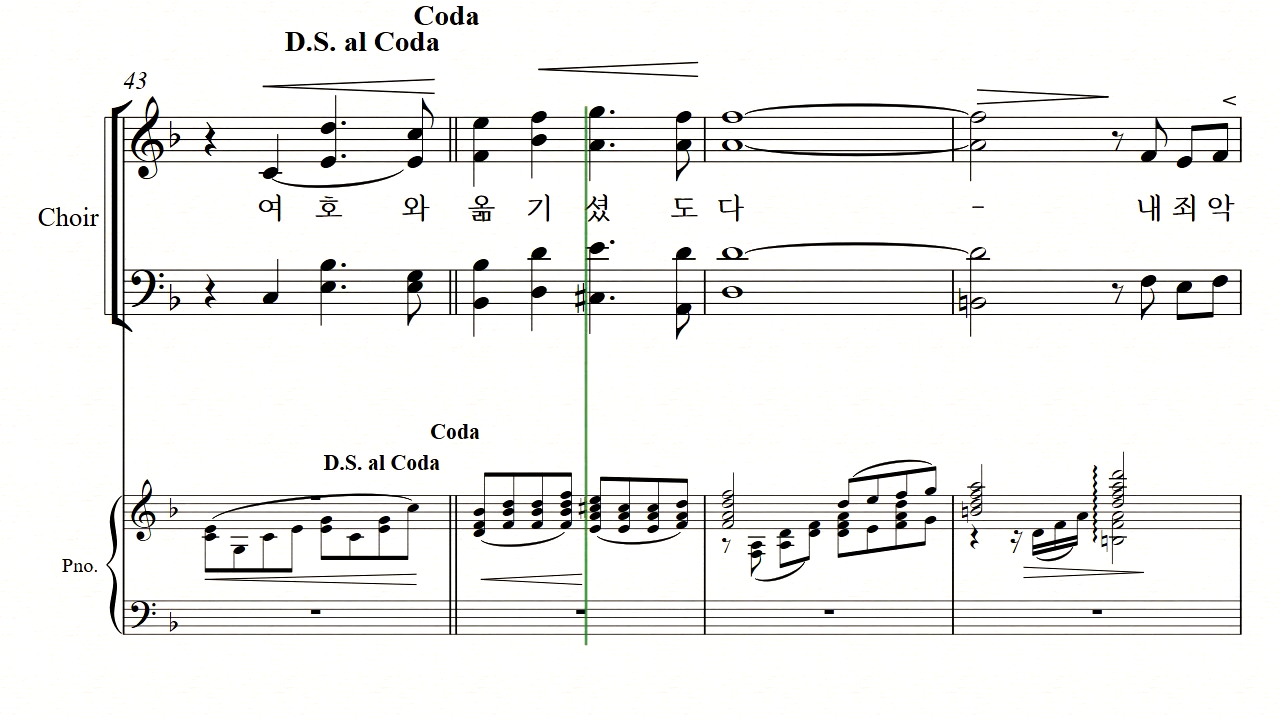 Coda
D.S. al Coda
43
Choir
여 호 와 옮 기 셨 도 다 - 내 죄 악
Coda
D.S. al Coda
Pno.